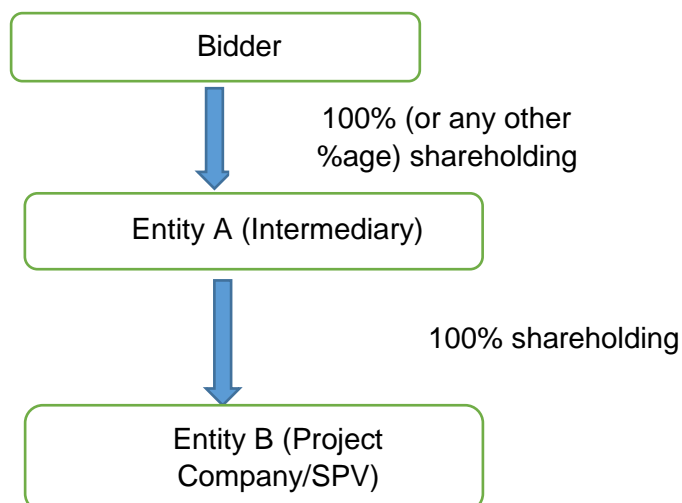 Bidder
100% (or any other
%age) shareholding
Entity A (Intermediary)
100% shareholding
Entity B (Project
Company/SPV)